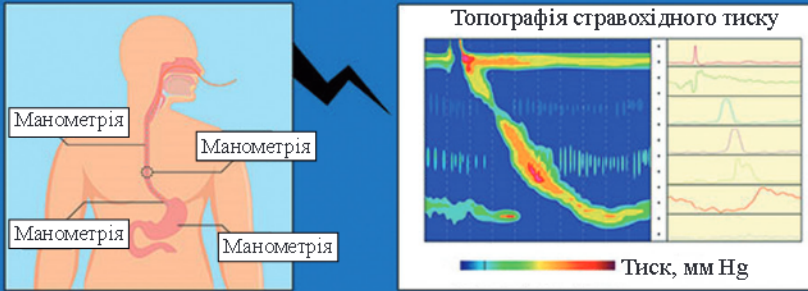 Топографія стравохідного тиску
Манометрія
Манометрія
Манометрія
Манометрія
Тиск, мм Hg